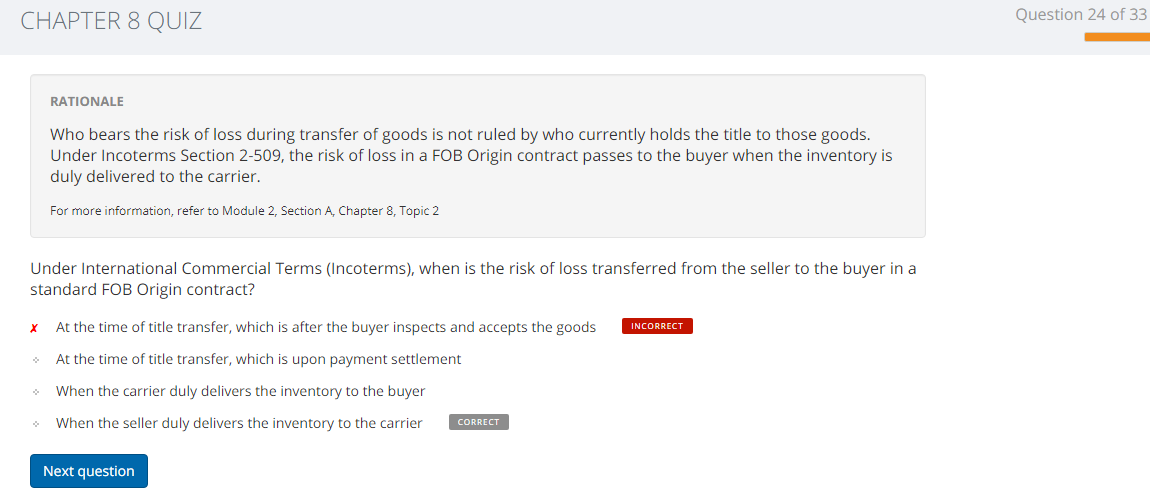 CHAPTER 8 QUIZ
Question 24 of 33
RATIONALE
Who bears the risk of loss during transfer of goods is not ruled by who currently holds the title to those goods.
Under Incoterms Section 2-509, the risk of loss in a FOB Origin contract passes to the buyer when the inventory is
duly delivered to the carrier.
For more information, refer to Module 2, Section A, Chapter 8, Topic 2
Under International Commercial Terms (Incoterms), when is the risk of loss transferred from the seller to the buyer in a
standard FOB Origin contract?
✗ At the time of title transfer, which is after the buyer inspects and accepts the goods INCORRECT
At the time of title transfer, which is upon payment settlement
When the carrier duly delivers the inventory to the buyer
When the seller duly delivers the inventory to the carrier CORRECT
Next question